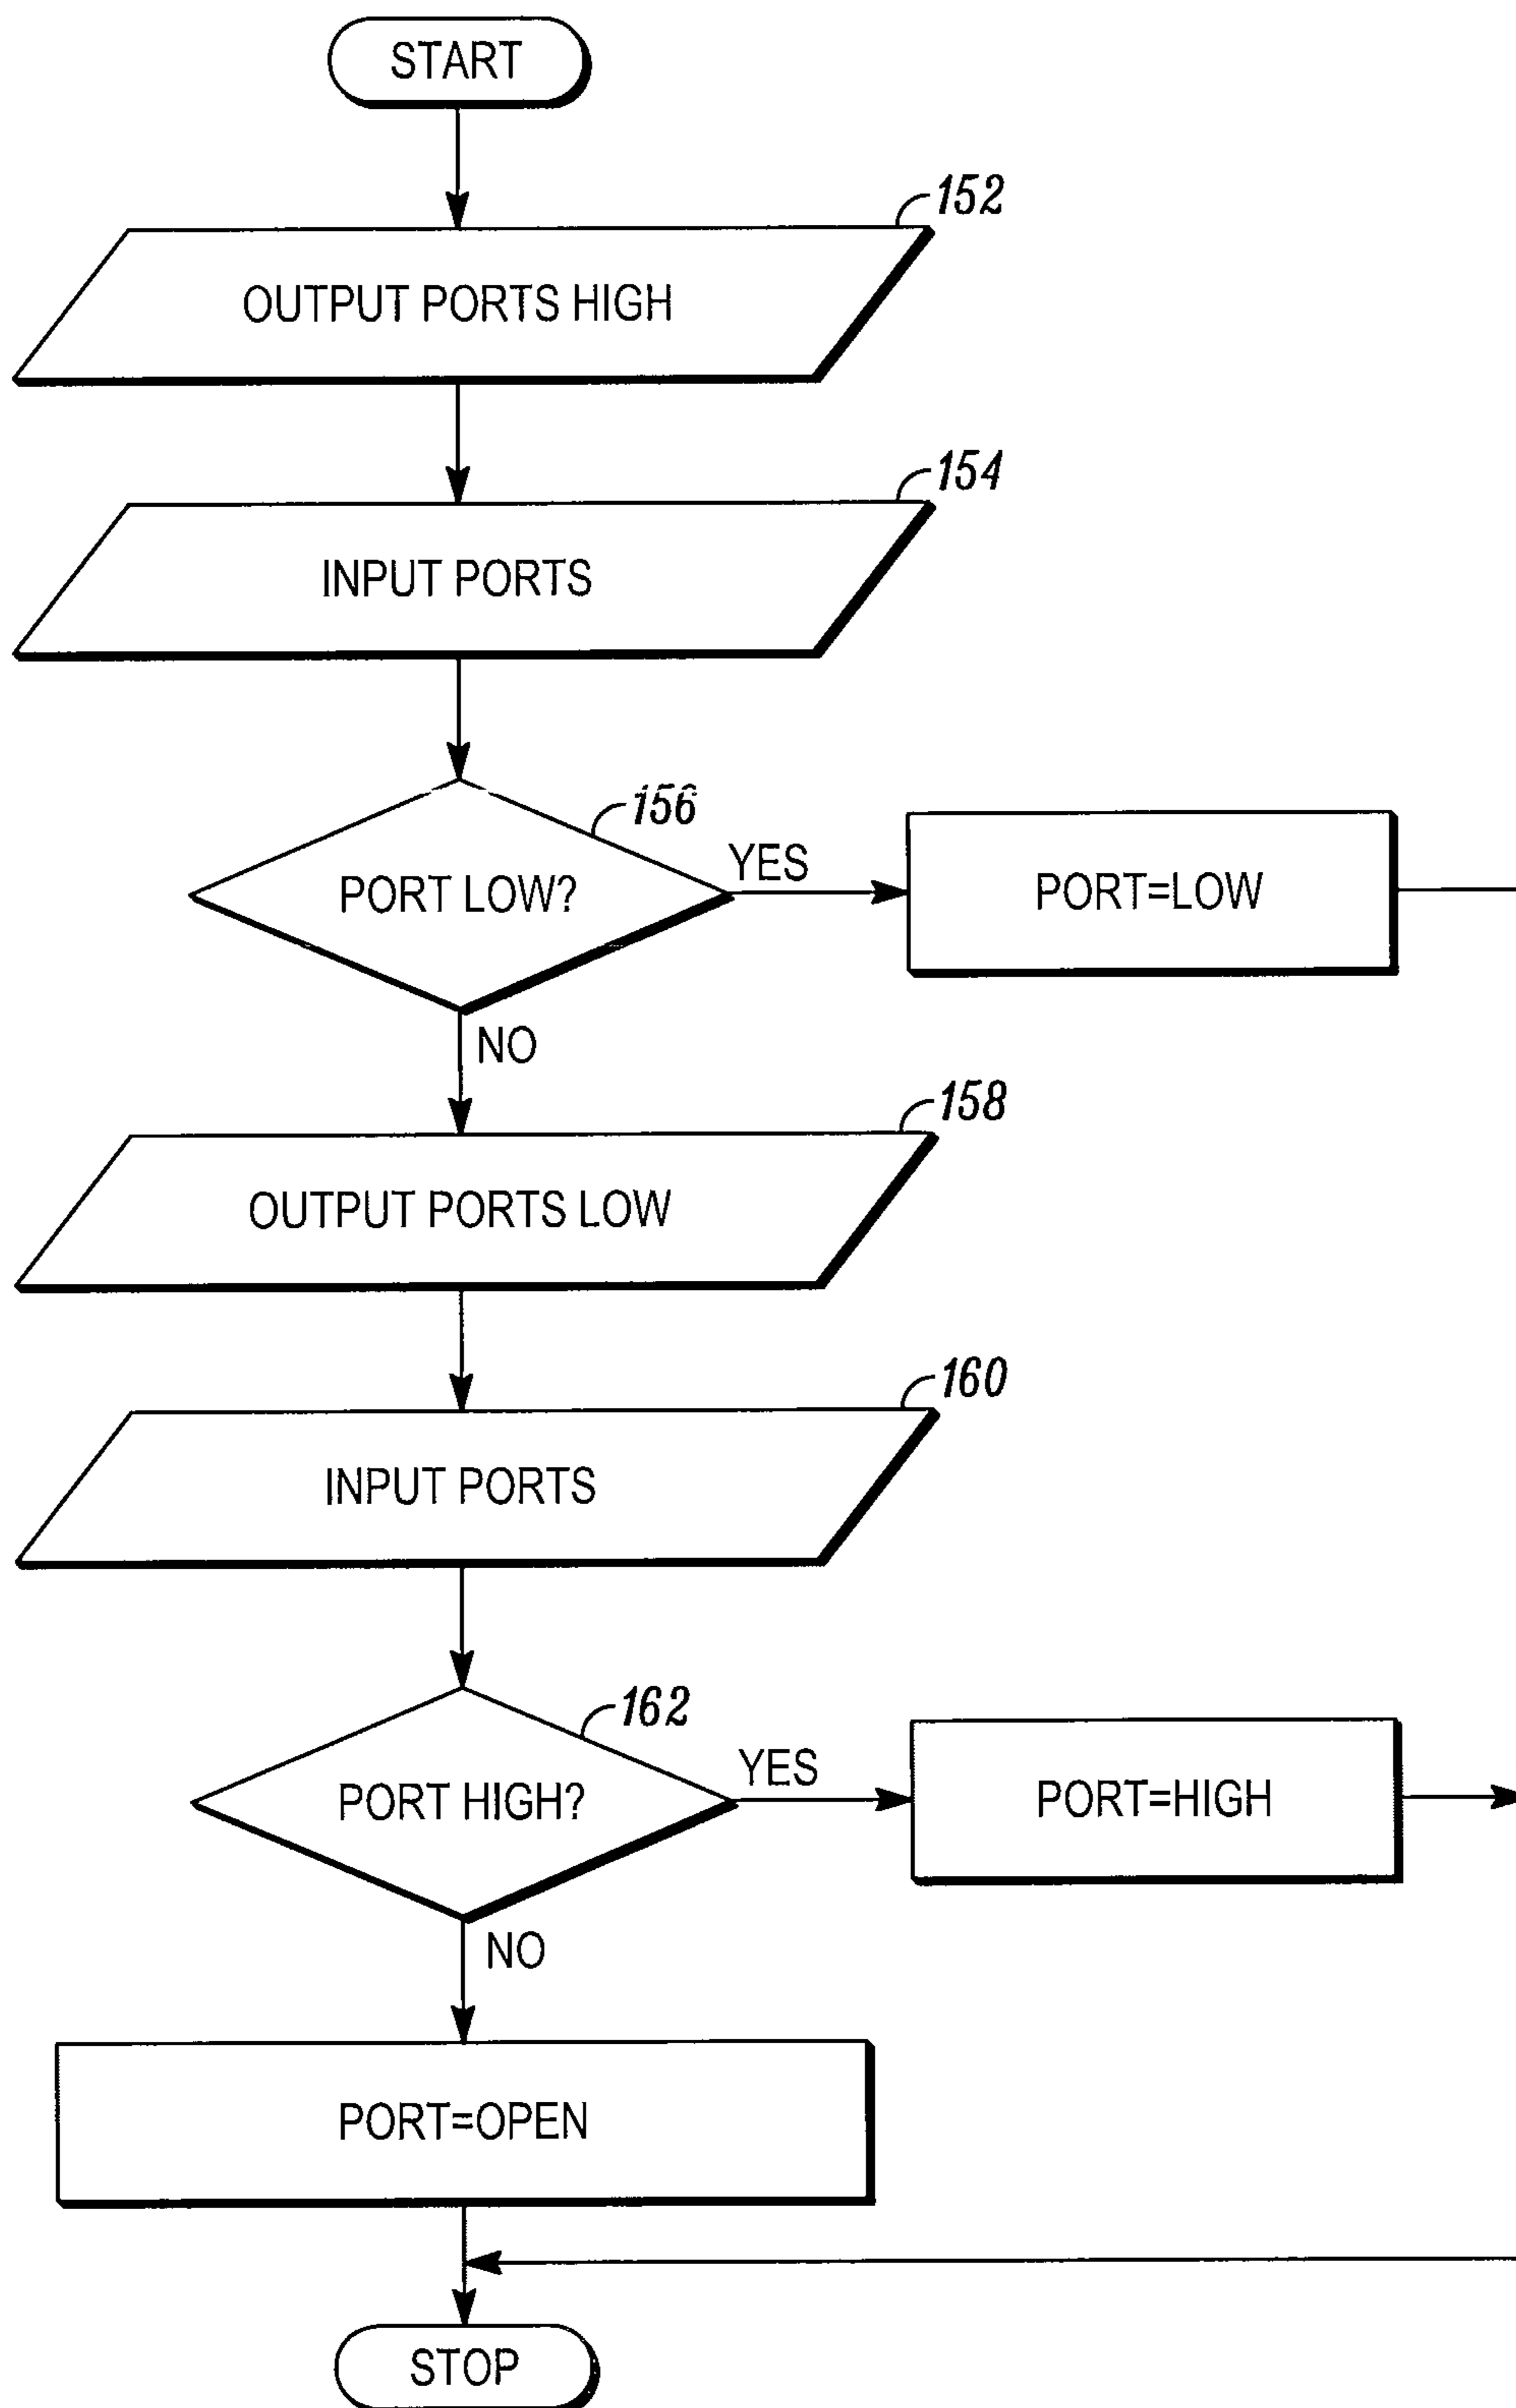 START
152
OUTPUT PORTS HIGH
154
INPUT PORTS
156
PORT LOW?
YES
PORT=LOW
NO
158
OUTPUT PORTS LOW
160
INPUT PORTS
162
PORT HIGH?
YES
PORT=HIGH
NO
PORT=OPEN
STOP